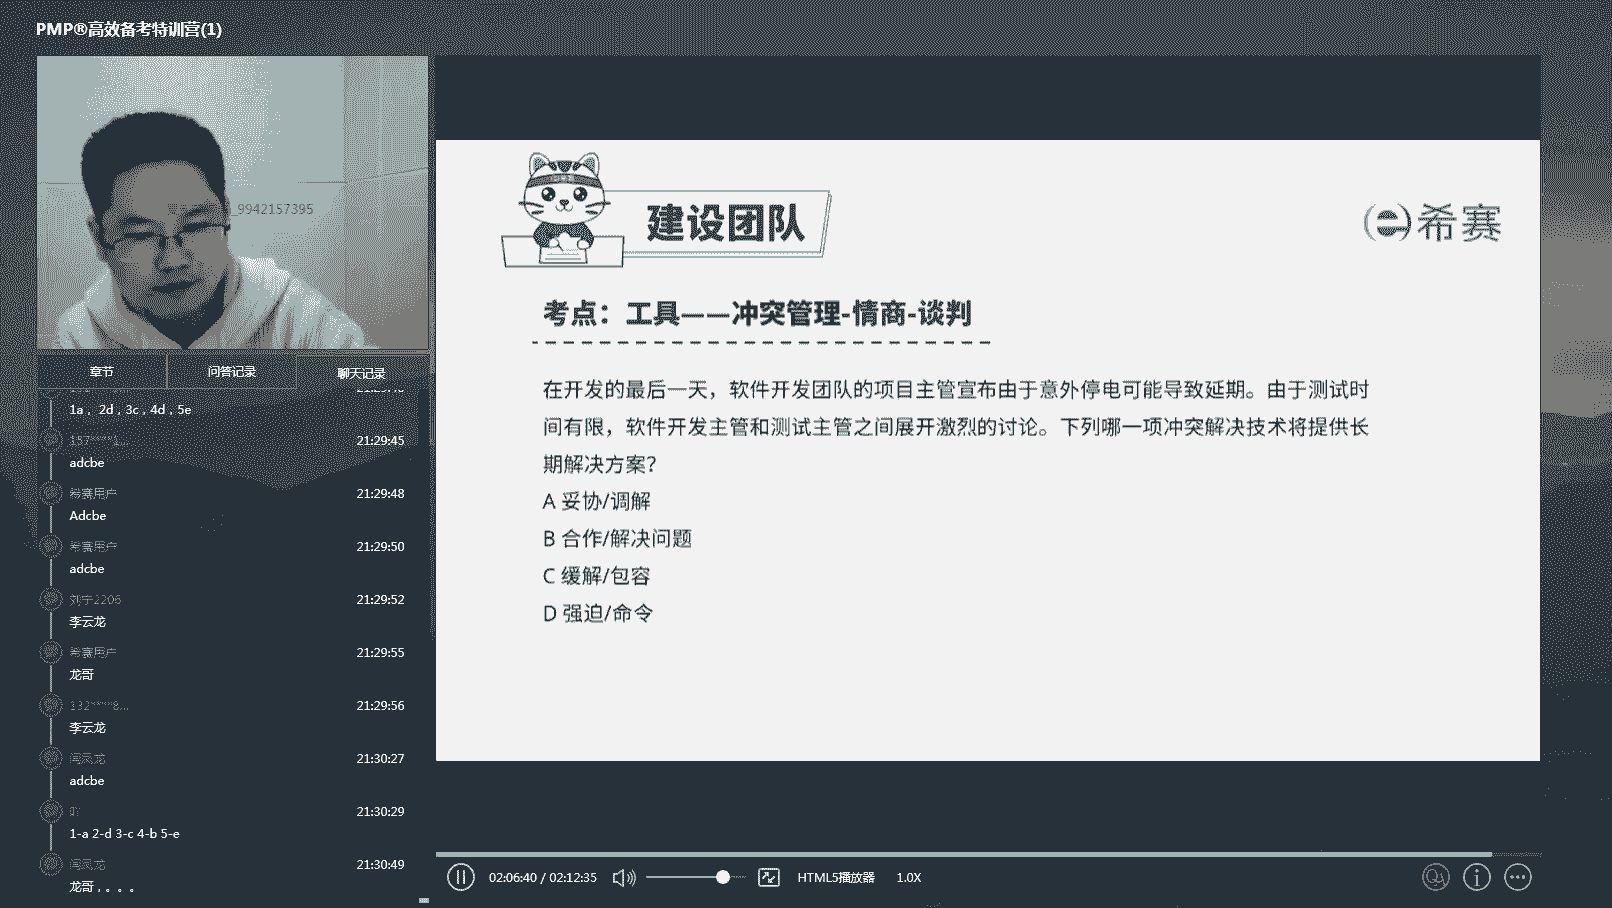 PMP®高效备考特训营(1)
_9942157395
章节
问答记录
聊天记录
1a，2d，3c，4d，5e
157****1...
21:29:45
adcbe
希赛用户
21:29:48
Adcbe
希赛用户
21:29:50
adcbe
刘宇2206
21:29:52
李云龙
希赛用户
21:29:55
龙哥
132****8...
21:29:56
李云龙
闫灵龙
21:30:27
adcbe
21:30:29
1-a 2-d 3-c 4-b 5-e
闫灵龙
21:30:49
龙哥，。。。
建设团队
希赛
考点：工具——冲突管理-情商-谈判
在开发的最后一天，软件开发团队的项目主管宣布由于意外停电可能导致延期。由于测试时
间有限，软件开发主管和测试主管之间展开激烈的讨论。下列哪一项冲突解决技术将提供长
期解决方案？
A 妥协/调解
B 合作/解决问题
C 缓解/包容
D 强迫/命令
02:06:40 / 02:12:35
HTML5播放器
1.0X